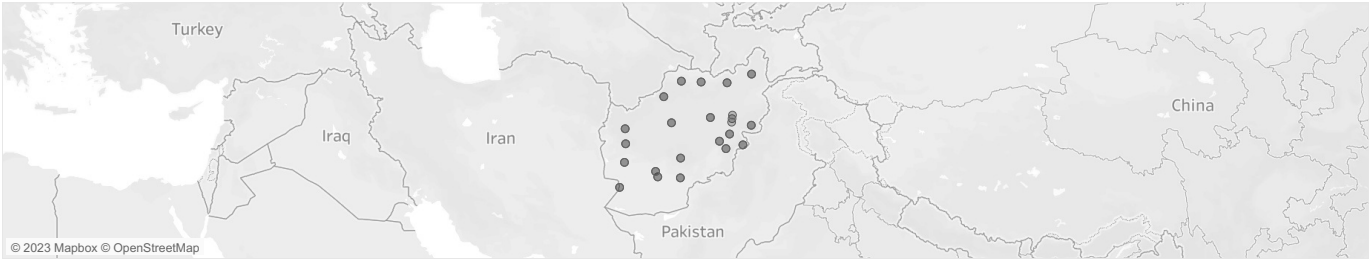 Turkey
Iraq
Iran
China
Pakistan
© 2023 Mapbox © OpenStreetMap